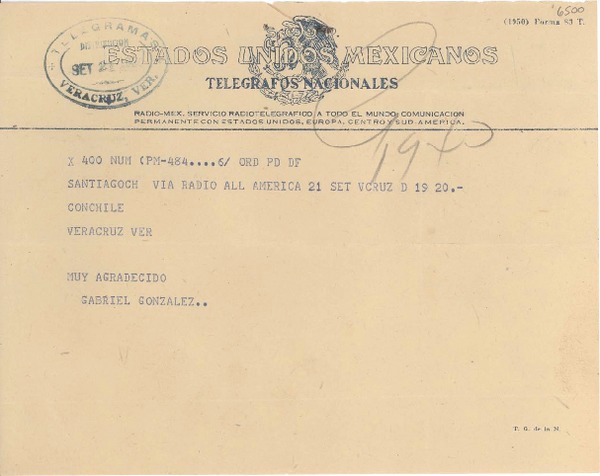 6500
(1950) Forma 83 T.
TELEGRAMAS
SET 21
VERACRUZ, VER.
ESTADOS UNIDOS MEXICANOS
TELEGRAFOS NACIONALES
RADIO-MEX. SERVICIO RADIOTELEGRAFICO A TODO EL MUNDO: COMUNICACION
PERMANENTE CON ESTADOS UNIDOS, EUROPA, CENTRO Y SUD-AMERICA.
X 400 NUM (PM-484....6/ ORB PD DF
SANTIAGOCH VIA RADIO ALL AMERICA 21 SET VCRUZ D 19 20.-
CONCHILE
VERACRUZ VER
MUY AGRADECIDO
GABRIEL GONZALEZ..
T. G. de la N.